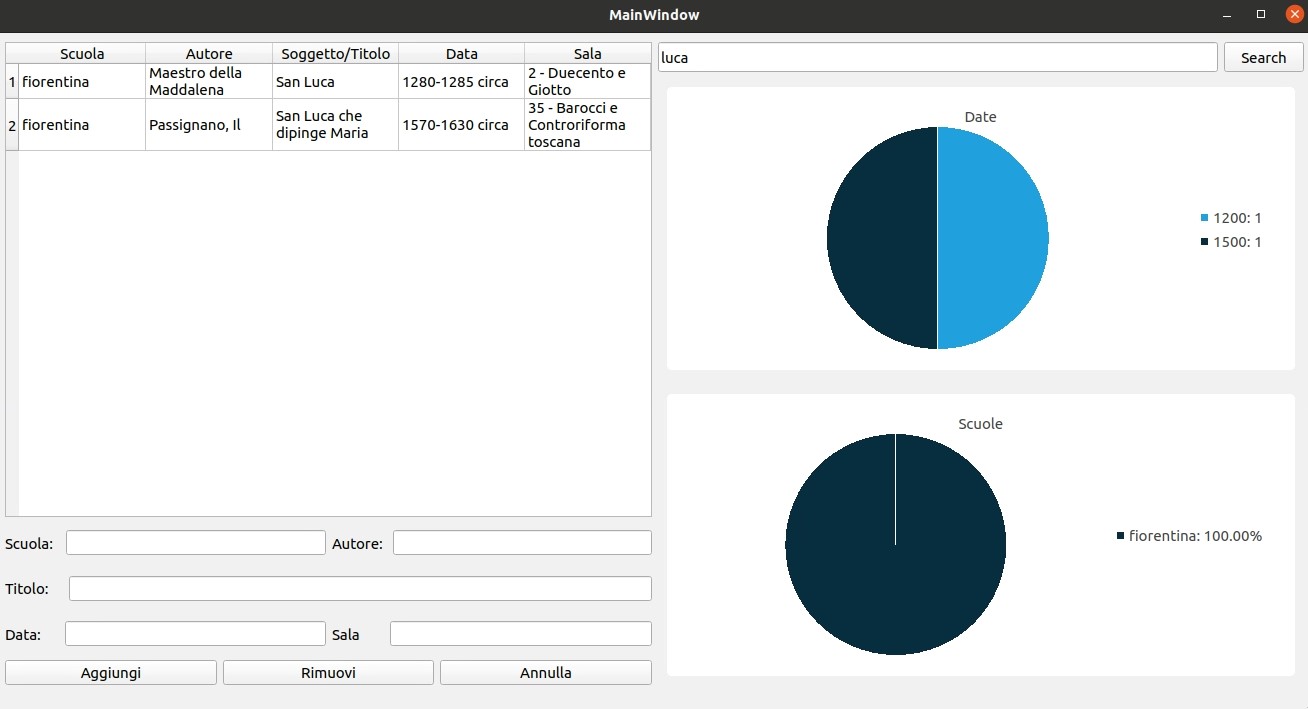 MainWindow
Scuola Autore Soggetto/Titolo Data Sala
1 fiorentina Maestro della Maddalena San Luca 1280-1285 circa 2 - Duecento e Giotto
2 fiorentina Passignano, Il San Luca che dipinge Maria 1570-1630 circa 35 - Barocci e Controriforma toscana
luca Search
Date
1200: 1
1500: 1
Scuole
fiorentina: 100.00%
Scuola: Autore:
Titolo:
Data: Sala
Aggiungi Rimuovi Annulla